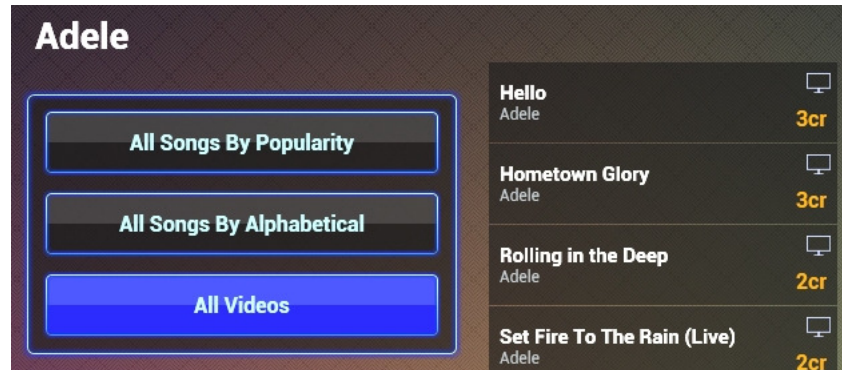 Adele
All Songs By Popularity
All Songs By Alphabetical
All Videos
Hello
Adele
3cr
Hometown Glory
Adele
3cr
Rolling in the Deep
Adele
2cr
Set Fire To The Rain (Live)
Adele
2cr